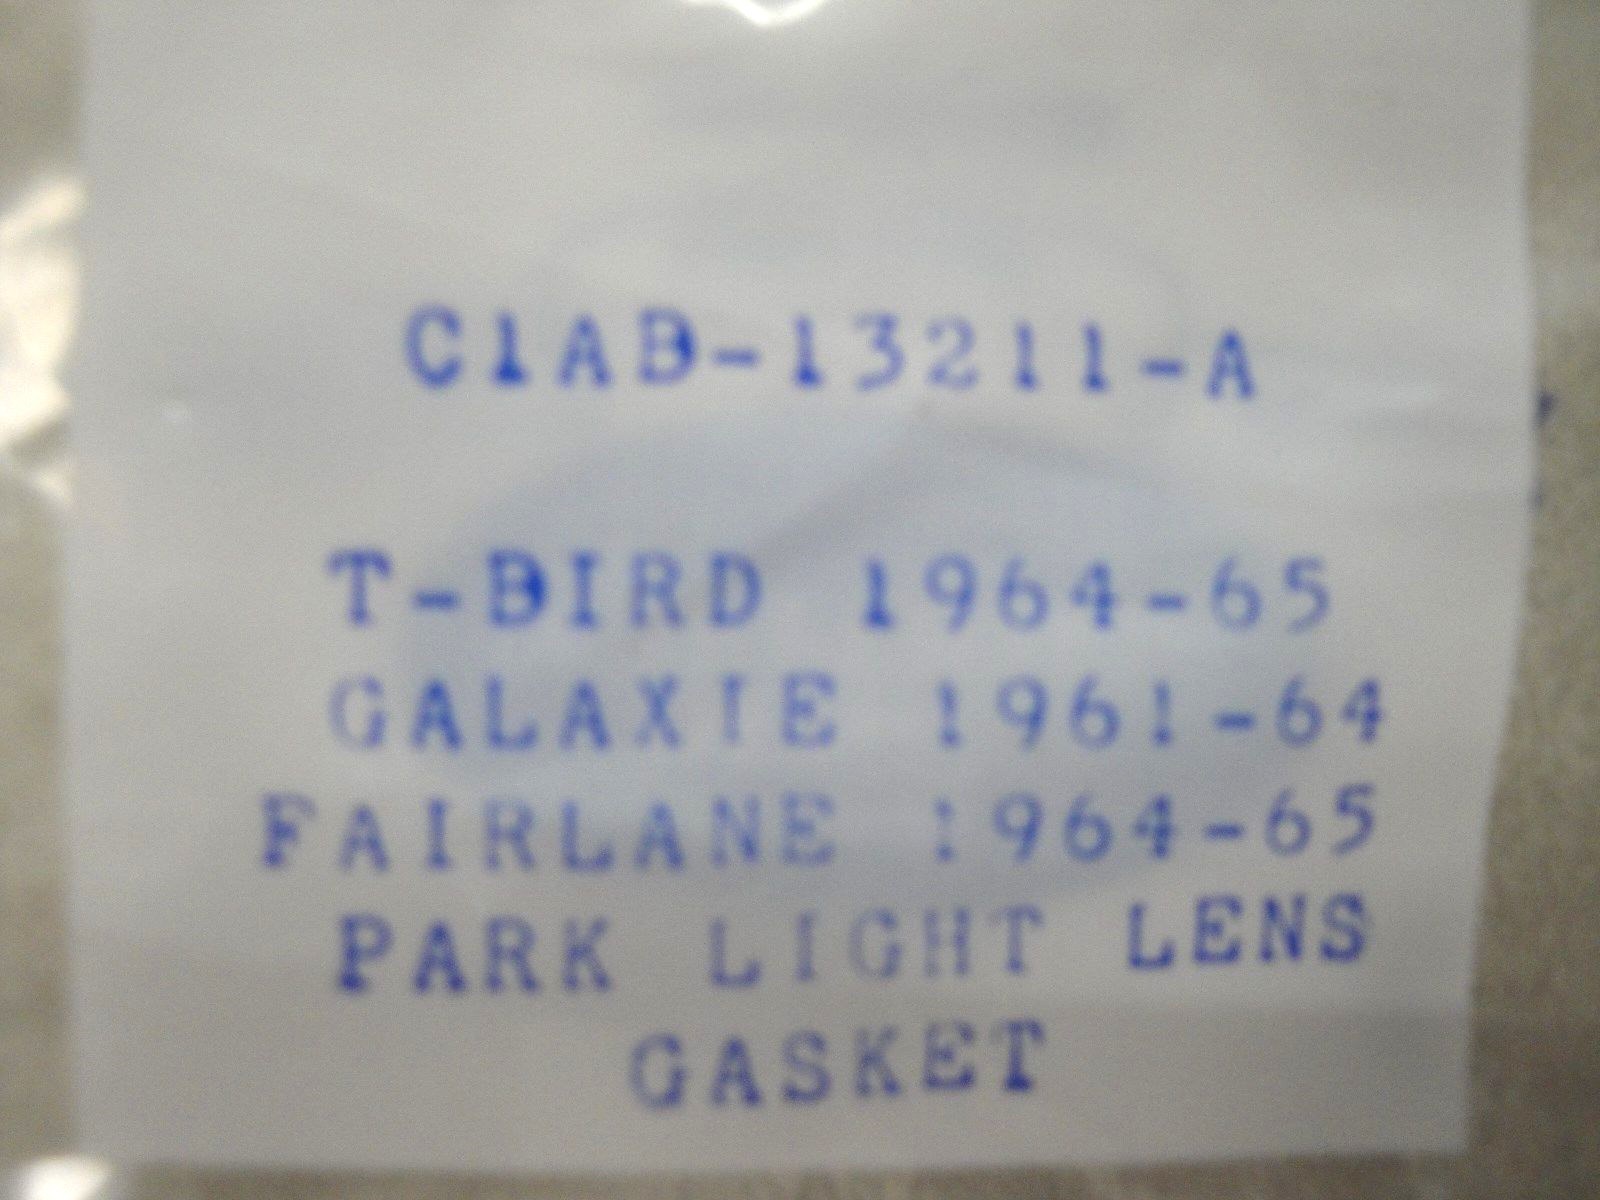 C1AB-13211-A
T-BIRD 1964-65
GALAXIE 1961-64
FAIRLANE 1964-65
PARK LIGHT LENS
GASKET